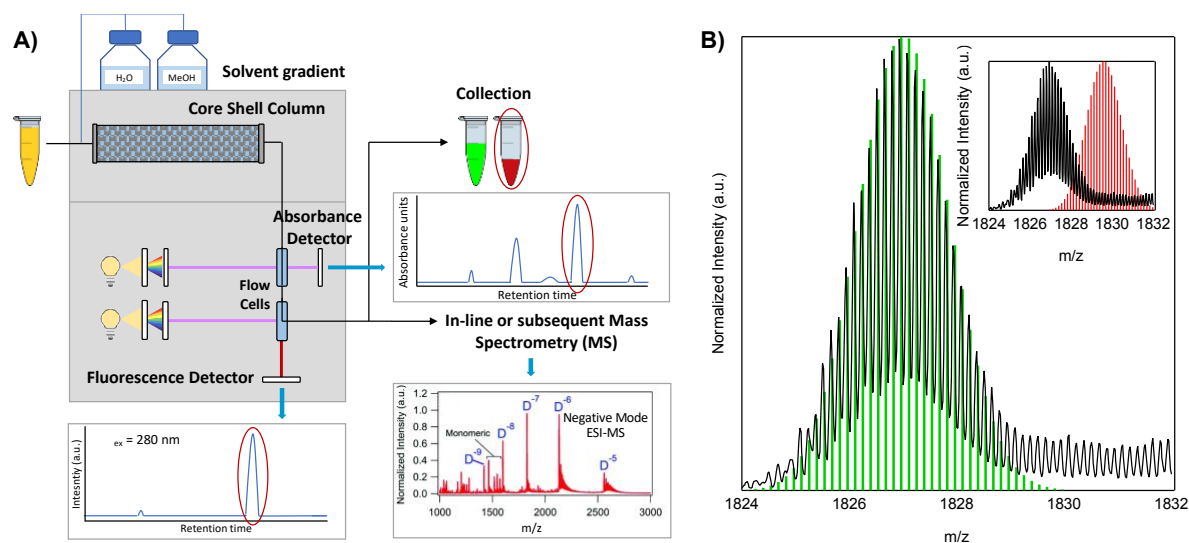 A)
H₂O
MeOH
Solvent gradient
Core Shell Column
Collection
Absorbance
Detector
Flow
Cells
Absorbance units
Retention time
In-line or subsequent Mass
Spectrometry (MS)
Fluorescence Detector
ex = 280 nm
Inteantly (a.u.)
Retention time
Normalized Intensity (a.u.)
1.2
1.0
0.8
0.6
0.4
0.2
0.0
D-9
Monomeric
D-8
D-7
D-6
D-5
Negative Mode
ESI-MS
1000
1500
2000
2500
3000
m/z
B)
Normalized Intensity (a.u.)
1824
1826
1828
1830
1832
m/z
Normalized Intensity (a.u.)
1824
1826
1828
1830
1832
m/z